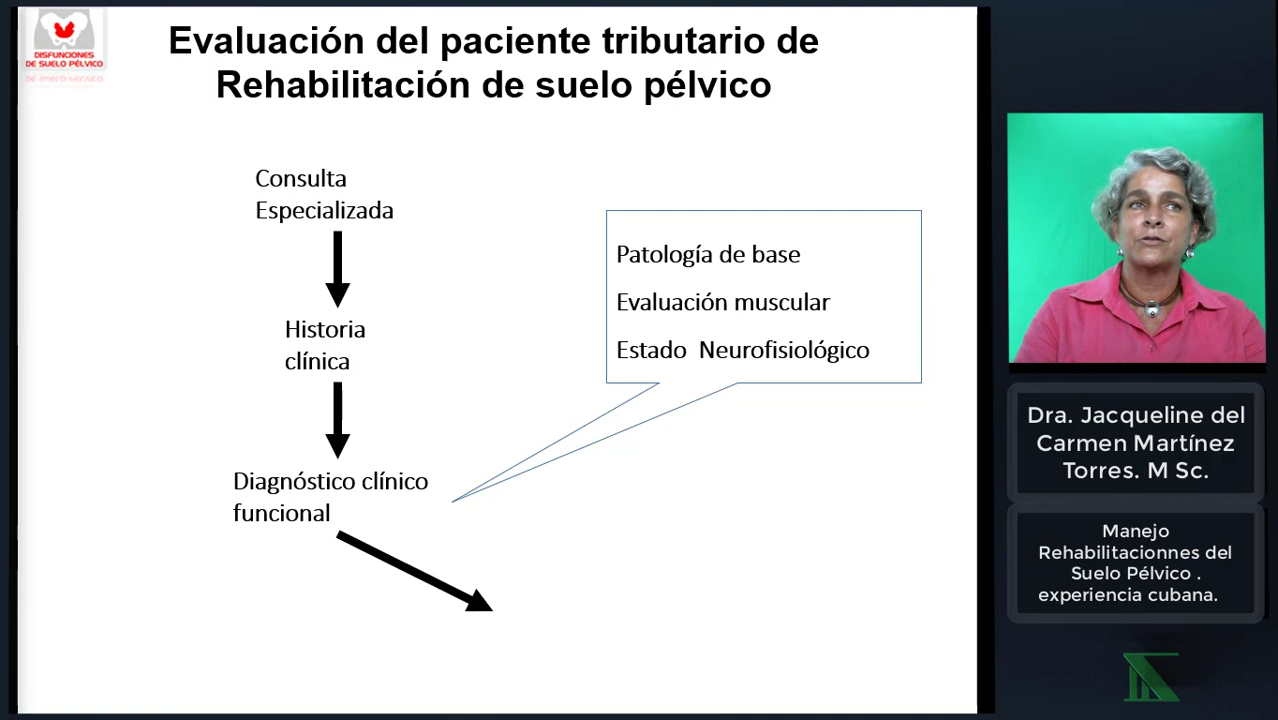 DISFUNCIONES
DE SUELO PÉLVICO
Evaluación del paciente tributario de
Rehabilitación de suelo pélvico
Consulta
Especializada
Historia
clínica
Diagnóstico clínico
funcional
Patología de base
Evaluación muscular
Estado Neurofisiológico
Dra. Jacqueline del
Carmen Martínez
Torres. M Sc.
Manejo
Rehabilitacionnes del
Suelo Pélvico .
experiencia cubana.